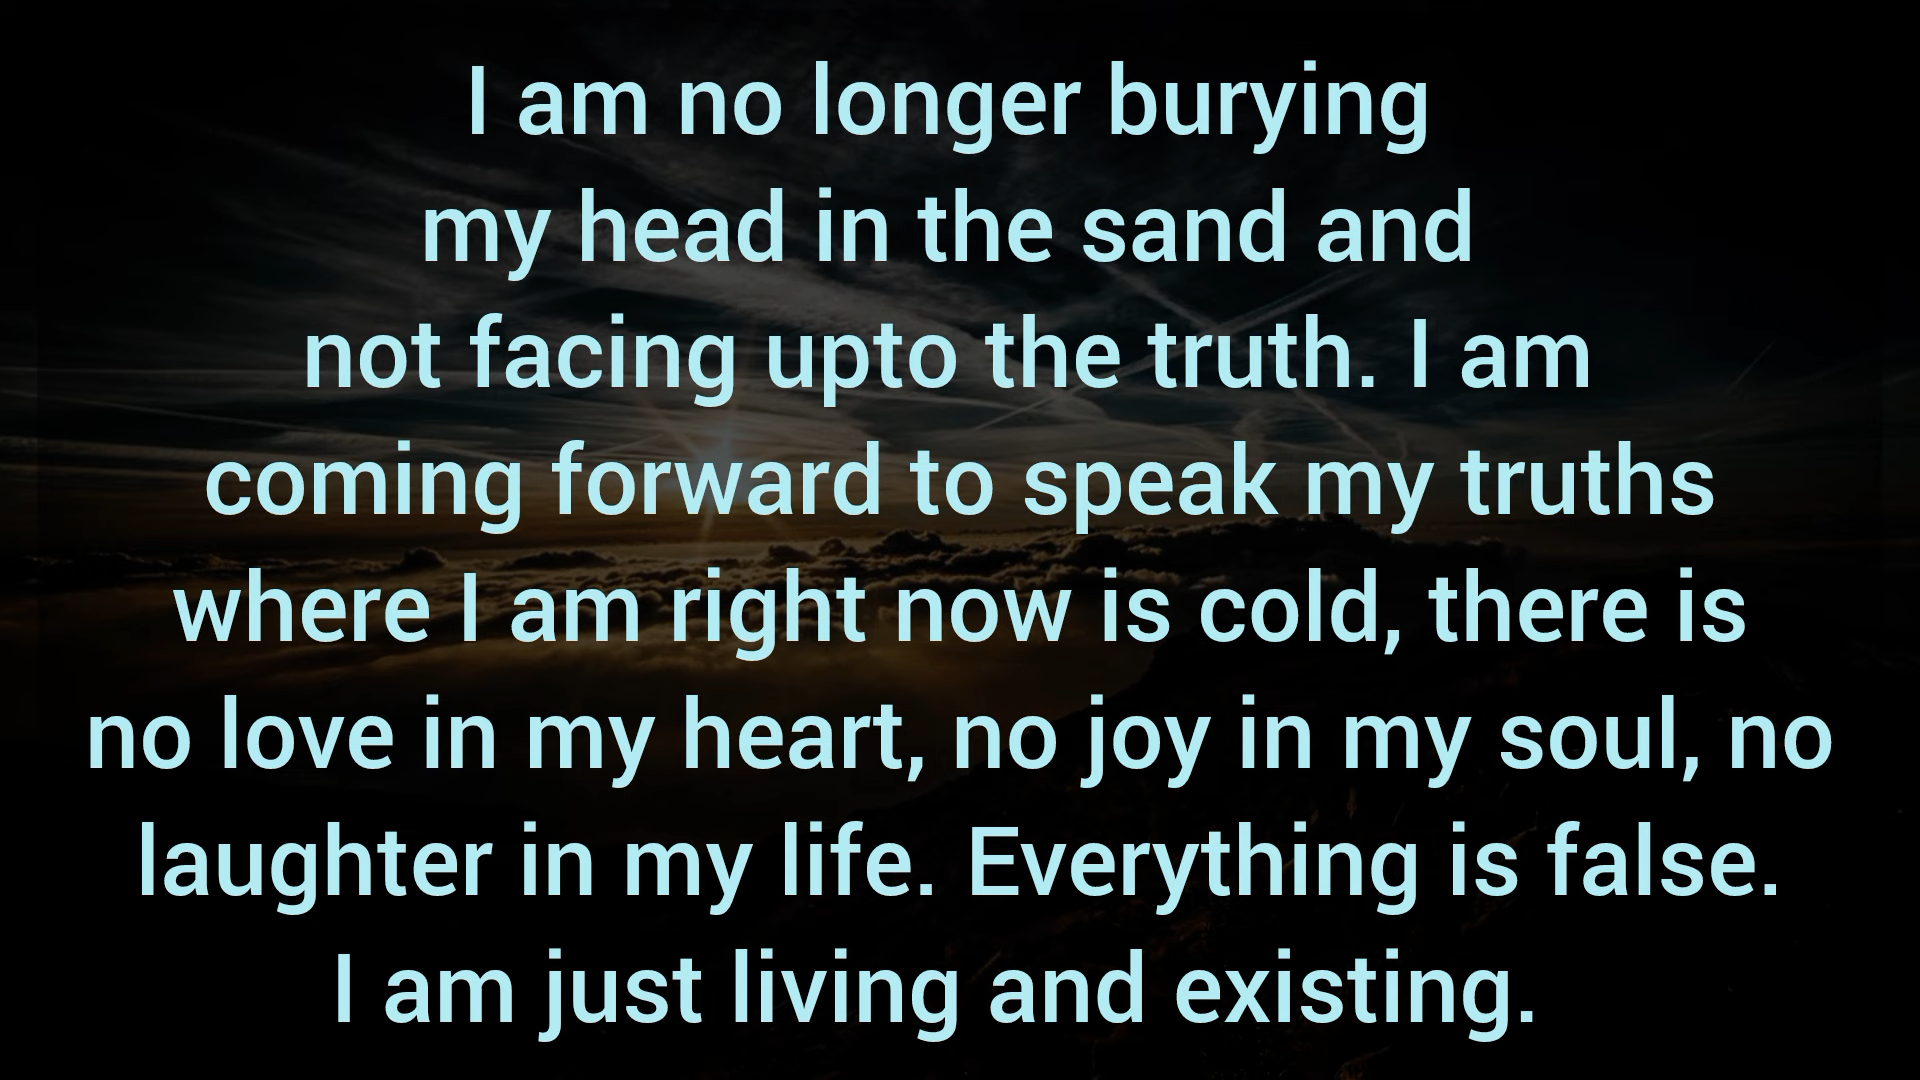 I am no longer burying
my head in the sand and
not facing upto the truth. I am
coming forward to speak my truths
where I am right now is cold, there is
no love in my heart, no joy in my soul, no
laughter in my life. Everything is false.
I am just living and existing.